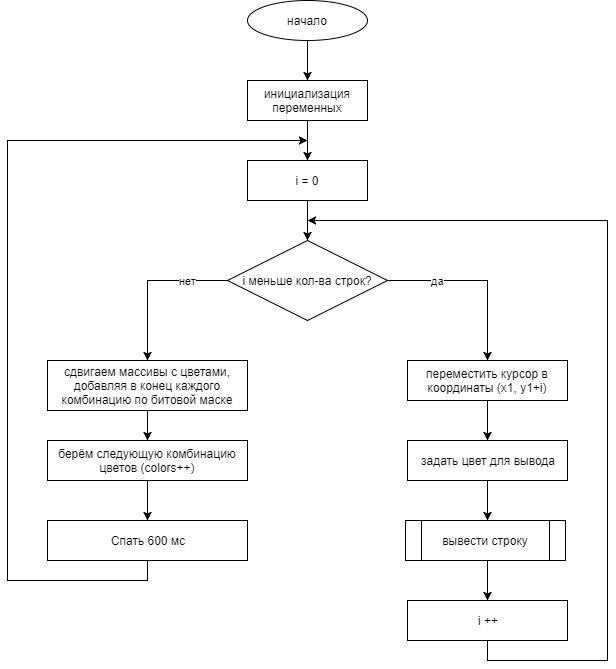 начало
инициализация
переменных
i = 0
i меньше кол-ва строк?
нет
да
сдвигаем массивы с цветами,
добавляя в конец каждого
комбинацию по битовой маске
берём следующую комбинацию
цветов (colors++)
Спать 600 мс
переместить курсор в
координаты (x1, y1+i)
задать цвет для вывода
вывести строку
i ++